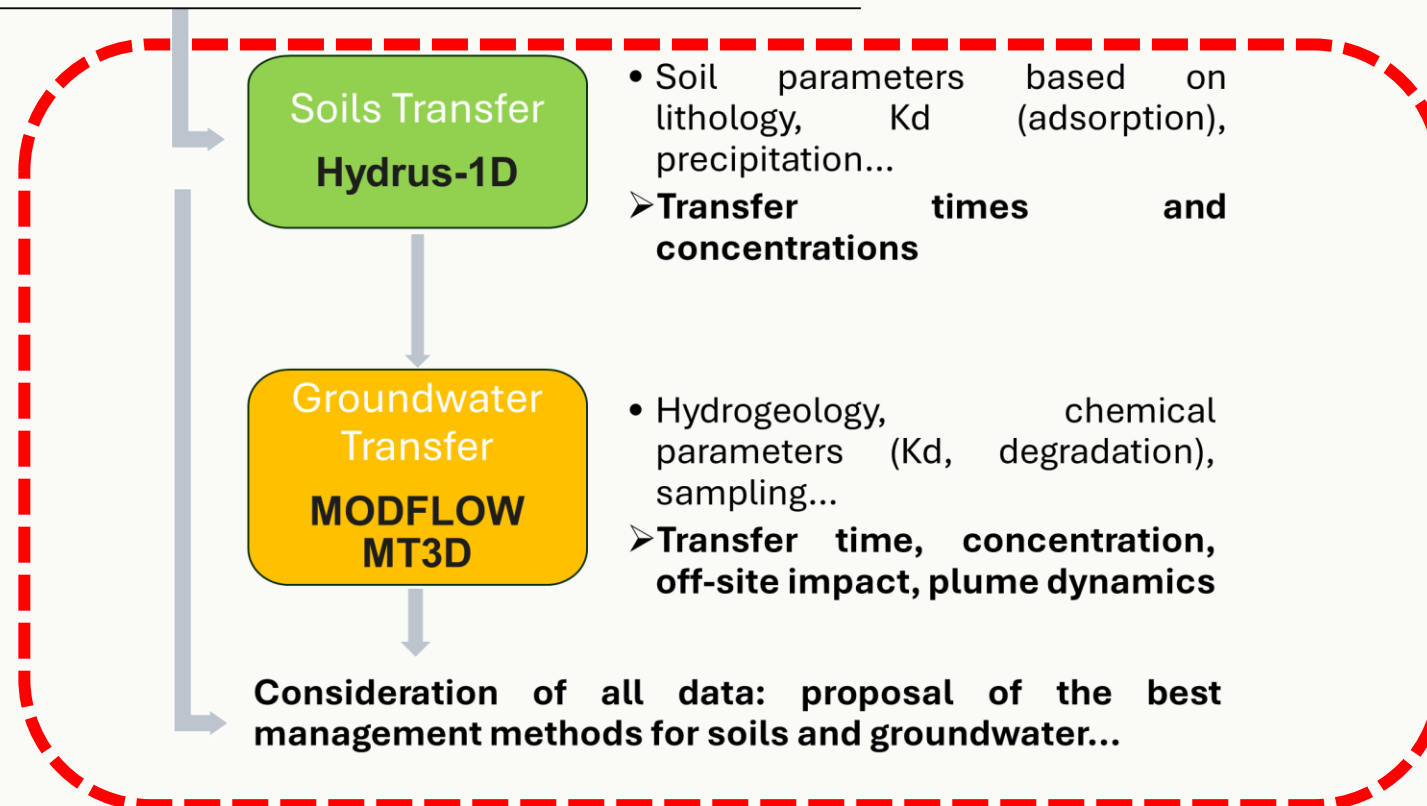 Soils Transfer
Hydrus-1D
• Soil parameters based on
lithology, Kd (adsorption),
precipitation...
➢Transfer times and
concentrations
Groundwater
Transfer
MODFLOW
MT3D
• Hydrogeology, chemical
parameters (Kd, degradation),
sampling...
➢Transfer time, concentration,
off-site impact, plume dynamics
Consideration of all data: proposal of the best
management methods for soils and groundwater...